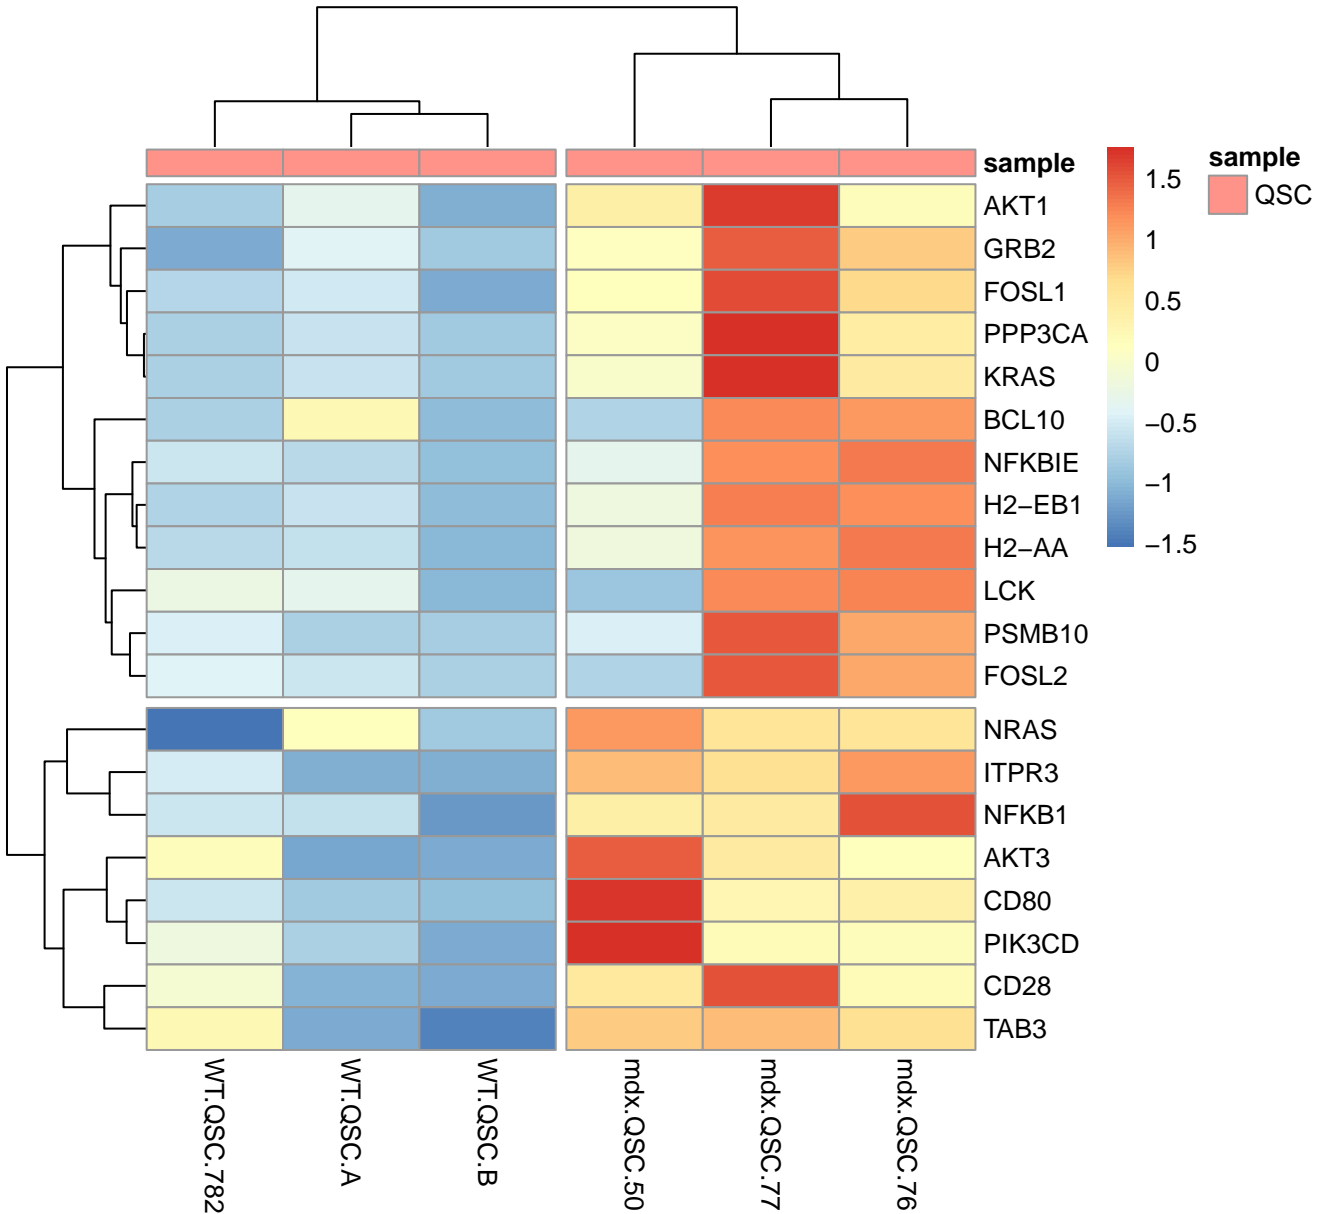 sample
AKT1
GRB2
FOSL1
PPP3CA
KRAS
BCL10
NFKBIE
H2−EB1
H2−AA
LCK
PSMB10
FOSL2
NRAS
ITPR3
NFKB1
AKT3
CD80
PIK3CD
CD28
TAB3
WT.QSC.782
WT.QSC.A
WT.QSC.B
mdx.QSC.50
mdx.QSC.77
mdx.QSC.76
1.5
1
0.5
0
−0.5
−1
−1.5
sample
QSC